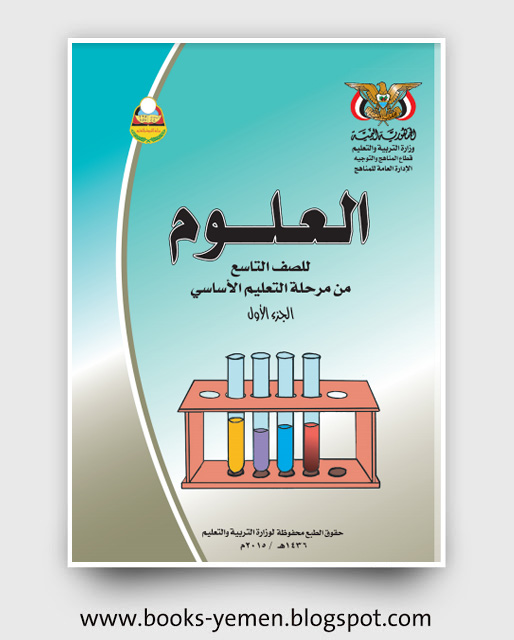 الجمهورية اليمنية
وزارة التربية والتعليم
قطاع المناهج والتوجيه
الإدارة العامة للمناهج
العلوم
للصف التاسع
من مرحلة التعليم الأساسي
الجزء الأول
حقوق الطبع محفوظة لوزارة التربية والتعليم
١٤٣٦هـ / ٢٠١٥م
www.books-yemen.blogspot.com